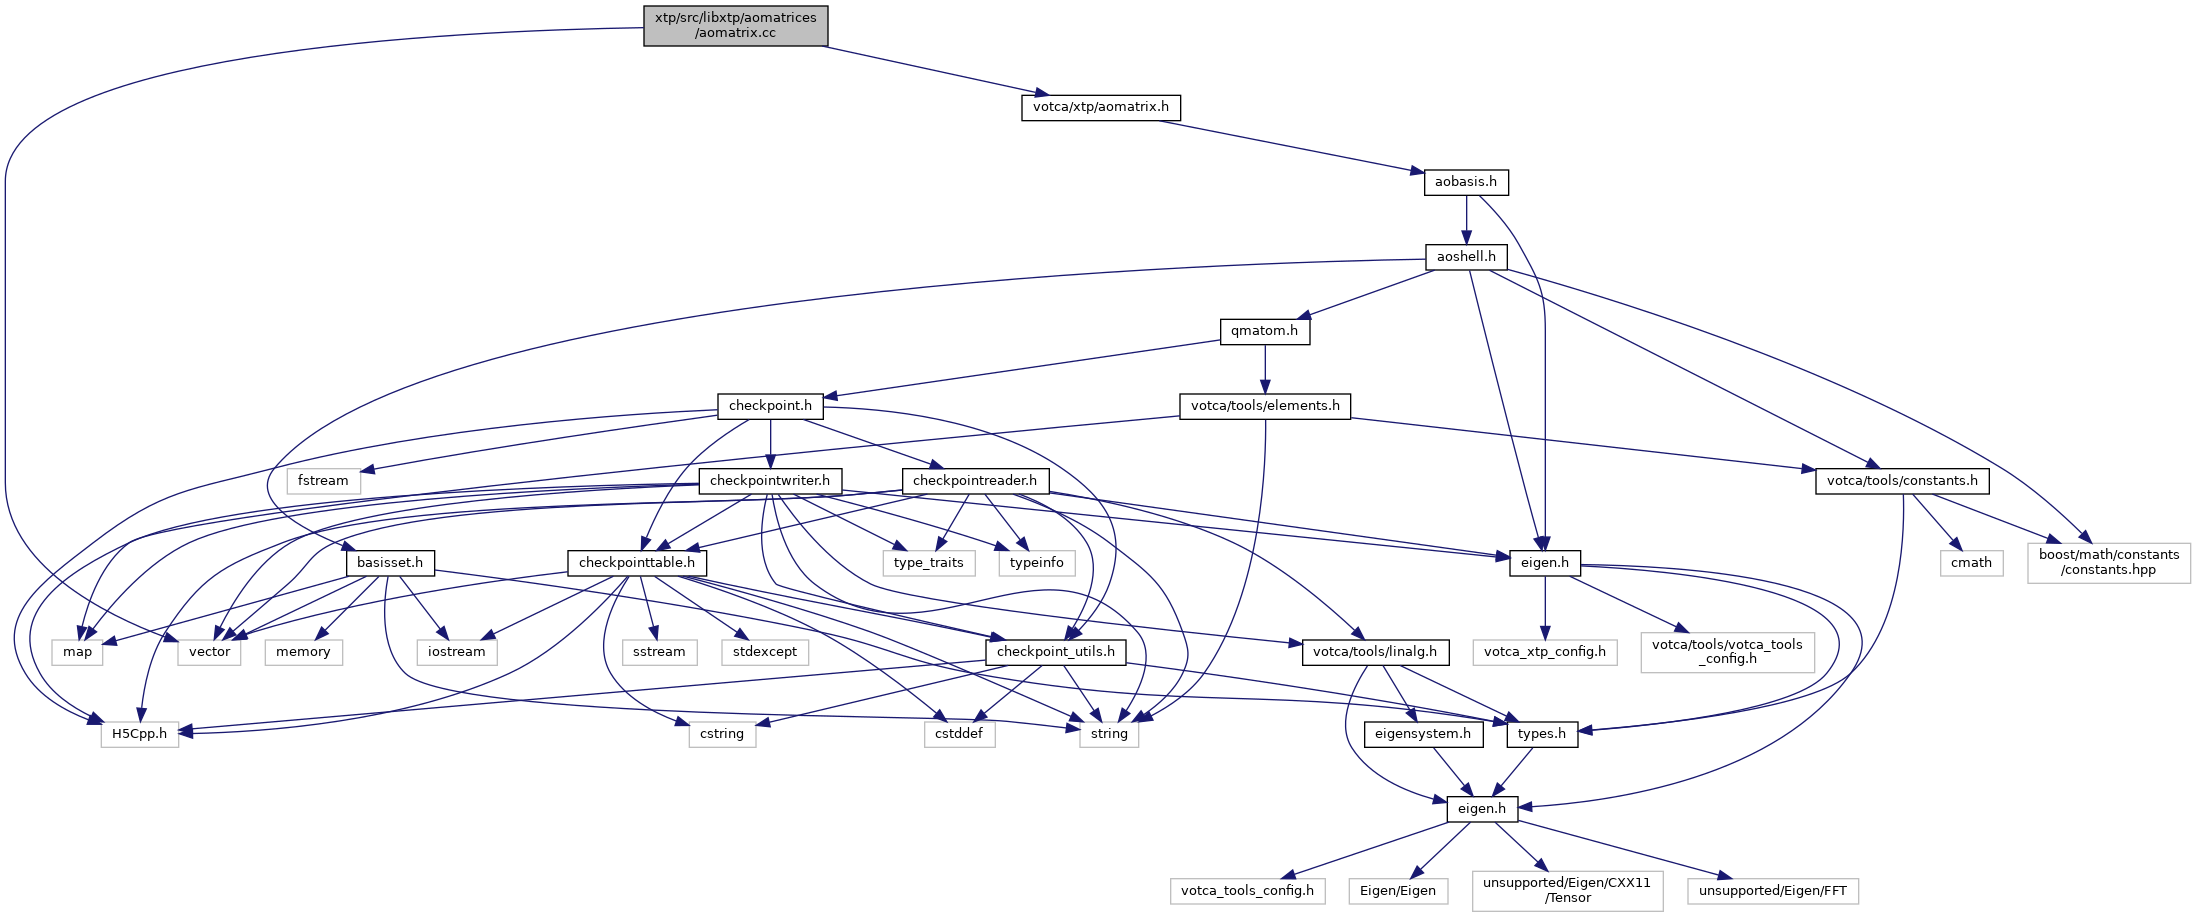 xtp/src/libxtp/aomatrices
/aomatrix.cc
votca/xtp/aomatrix.h
aobasis.h
aoshell.h
qmatom.h
checkpoint.h
votca/tools/elements.h
fstream
checkpointwriter.h
checkpointreader.h
votca/tools/constants.h
basisset.h
checkpointtable.h
type_traits
typeinfo
eigen.h
cmath
boost/math/constants
/constants.hpp
map
vector
memory
iostream
sstream
stdexcept
checkpoint_utils.h
votca/tools/linalg.h
votca_xtp_config.h
votca/tools/votca_tools
_config.h
H5Cpp.h
cstring
cstddef
string
eigensystem.h
types.h
eigen.h
votca_tools_config.h
Eigen/Eigen
unsupported/Eigen/CXX11
/Tensor
unsupported/Eigen/FFT